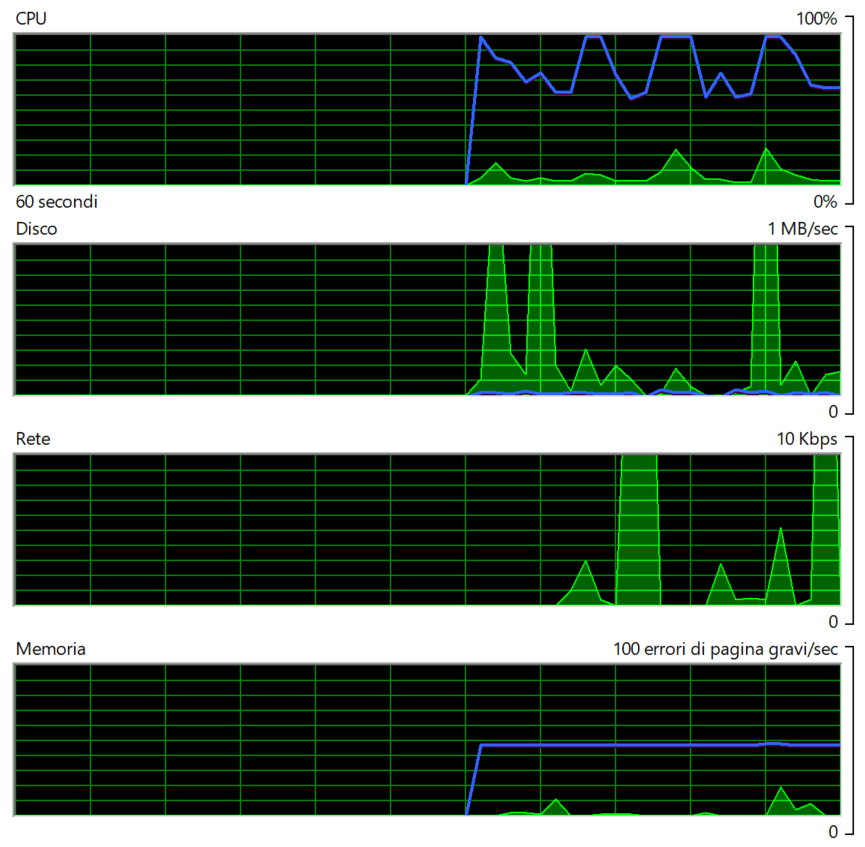 CPU 100%
60 secondi 0%
Disco 1 MB/sec
0
Rete 10 Kbps
0
Memoria 100 errori di pagina gravi/sec
0